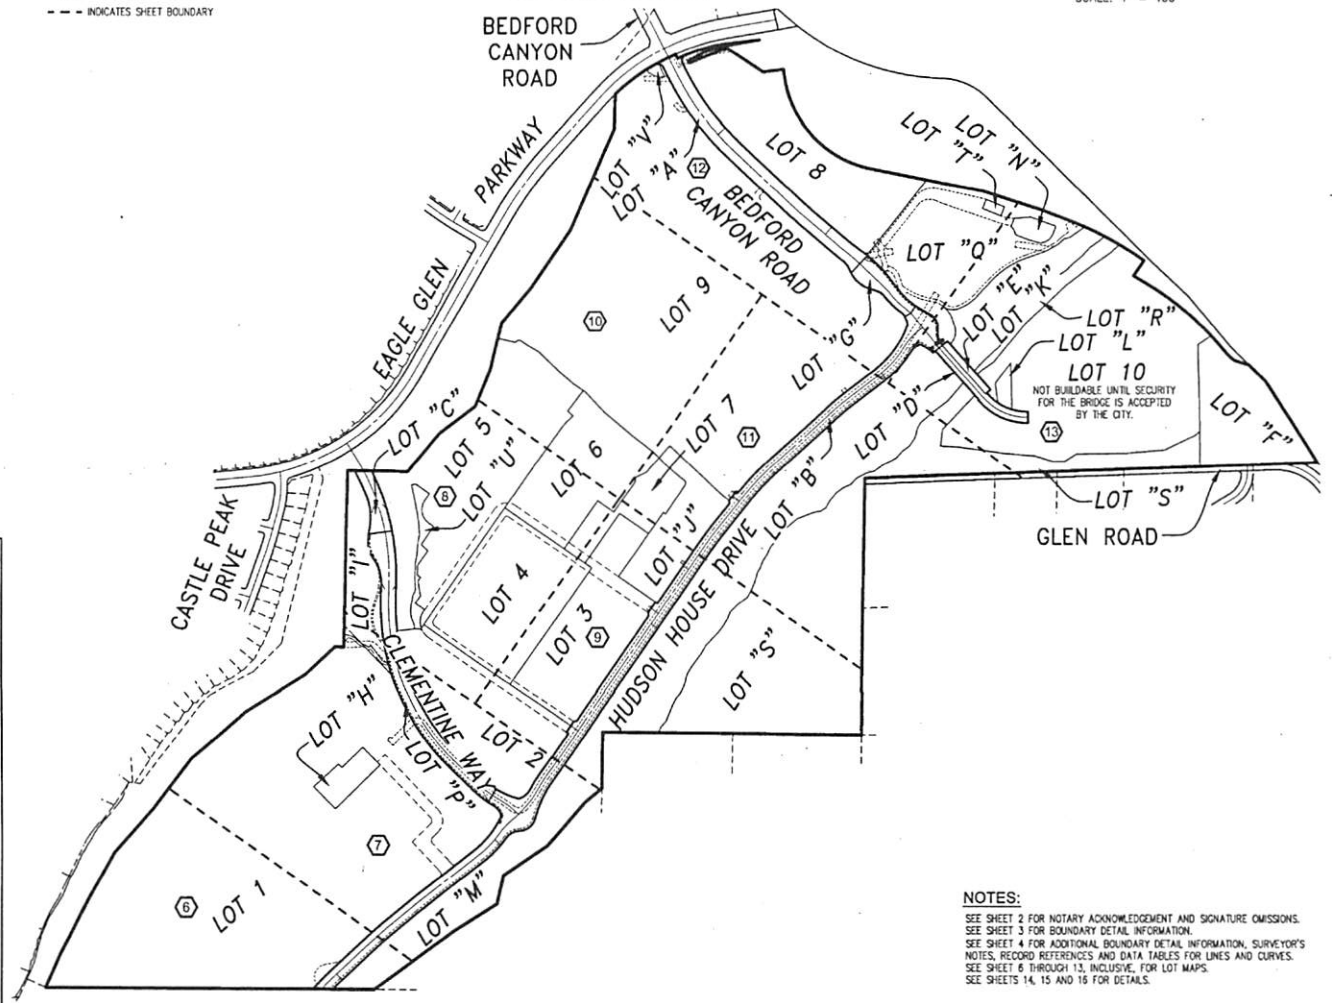 INDICATES SHEET BOUNDARY
BEDFORD
CANYON
ROAD
PARKWAY
EAGLE GLEN
LOT "V"
LOT "A"
12
BEDFORD
CANYON ROAD
LOT 8
LOT "T"
LOT "N"
LOT "Q"
LOT "E"
LOT "K"
LOT "R"
LOT "L"
LOT 10
NOT BUILDABLE UNTIL SECURITY
FOR THE BRIDGE IS ACCEPTED
BY THE CITY.
13
LOT "F"
LOT "S"
GLEN ROAD
LOT 9
10
LOT "G"
LOT "D"
LOT "B"
LOT 7
11
LOT "C"
LOT 5
LOT "U"
8
LOT 6
LOT "J"
LOT 4
LOT 3
9
HUDSON HOUSE DRIVE
LOT "S"
CASTLE PEAK
DRIVE
LOT "I"
CLEMENTINE WAY
LOT 2
LOT "H"
LOT "P"
7
6
LOT 1
LOT "M"
NOTES:
SEE SHEET 2 FOR NOTARY ACKNOWLEDGEMENT AND SIGNATURE OMISSIONS.
SEE SHEET 3 FOR BOUNDARY DETAIL INFORMATION.
SEE SHEET 4 FOR ADDITIONAL BOUNDARY DETAIL INFORMATION, SURVEYOR'S
NOTES, RECORD REFERENCES AND DATA TABLES FOR LINES AND CURVES.
SEE SHEET 6 THROUGH 13, INCLUSIVE, FOR LOT MAPS.
SEE SHEETS 14, 15 AND 16 FOR DETAILS.